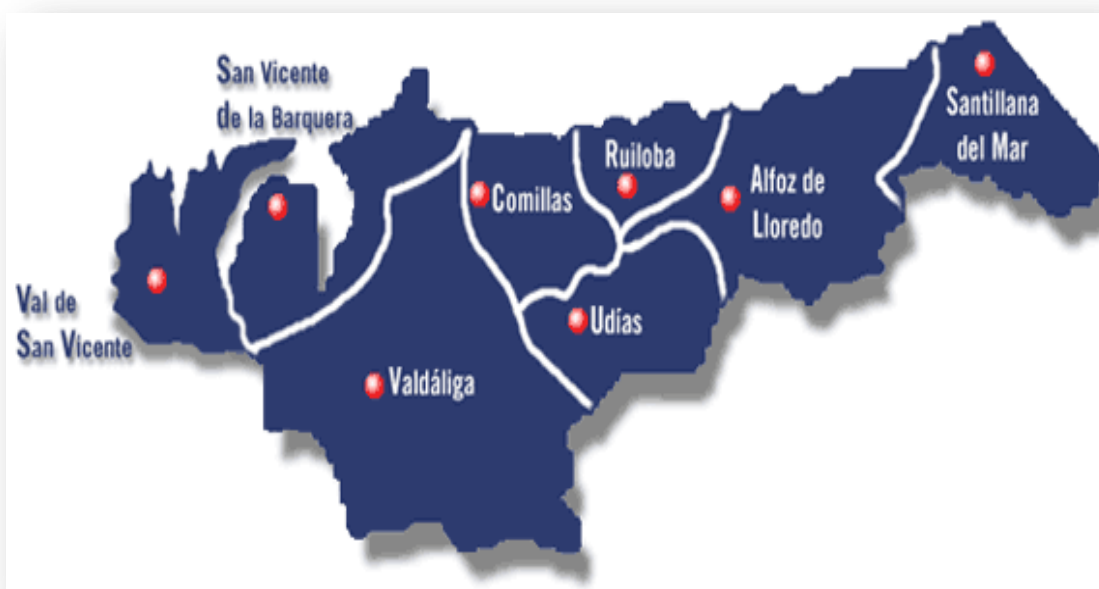 San Vicente
de la Barquera
Val de
San Vicente
Valdáliga
Comillas
Ruiloba
Udías
Alfoz de
Lloredo
Santillana
del Mar